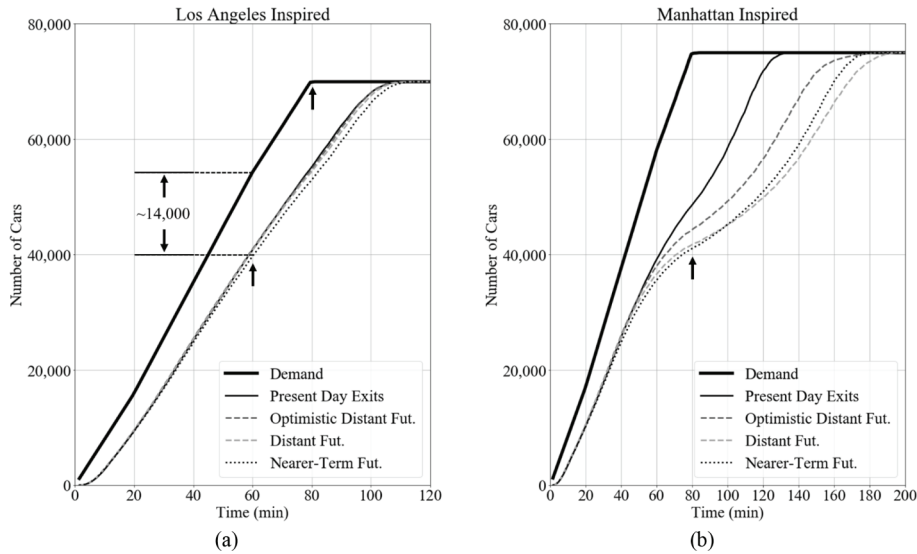 Los Angeles Inspired
80,000
60,000
40,000
20,000
0
Number of Cars
~14,000
Demand
Present Day Exits
Optimistic Distant Fut.
Distant Fut.
Nearer-Term Fut.
0 20 40 60 80 100 120
Time (min)
(a)
Manhattan Inspired
80,000
60,000
40,000
20,000
0
Number of Cars
Demand
Present Day Exits
Optimistic Distant Fut.
Distant Fut.
Nearer-Term Fut.
0 20 40 60 80 100 120 140 160 180 200
Time (min)
(b)